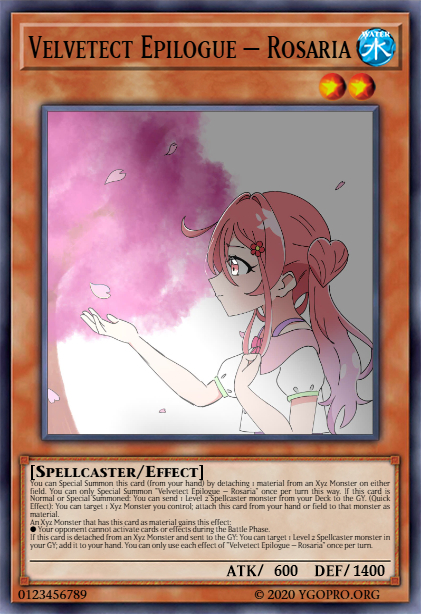 Velvetect Epilogue – Rosaria
WATER
水
[Spellcaster/Effect]
You can Special Summon this card (from your hand) by detaching 1 material from an Xyz Monster on either
field. You can only Special Summon "Velvetect Epilogue – Rosaria" once per turn this way. If this card is
Normal or Special Summoned: You can send 1 Level 2 Spellcaster monster from your Deck to the GY. (Quick
Effect): You can target 1 Xyz Monster you control; attach this card from your hand or field to that monster as
material.
An Xyz Monster that has this card as material gains this effect:
● Your opponent cannot activate cards or effects during the Battle Phase.
If this card is detached from an Xyz Monster and sent to the GY: You can target 1 Level 2 Spellcaster monster in
your GY; add it to your hand. You can only use each effect of "Velvetect Epilogue – Rosaria" once per turn.
ATK/ 600 DEF/1400
0123456789 © 2020 YGOPRO.ORG